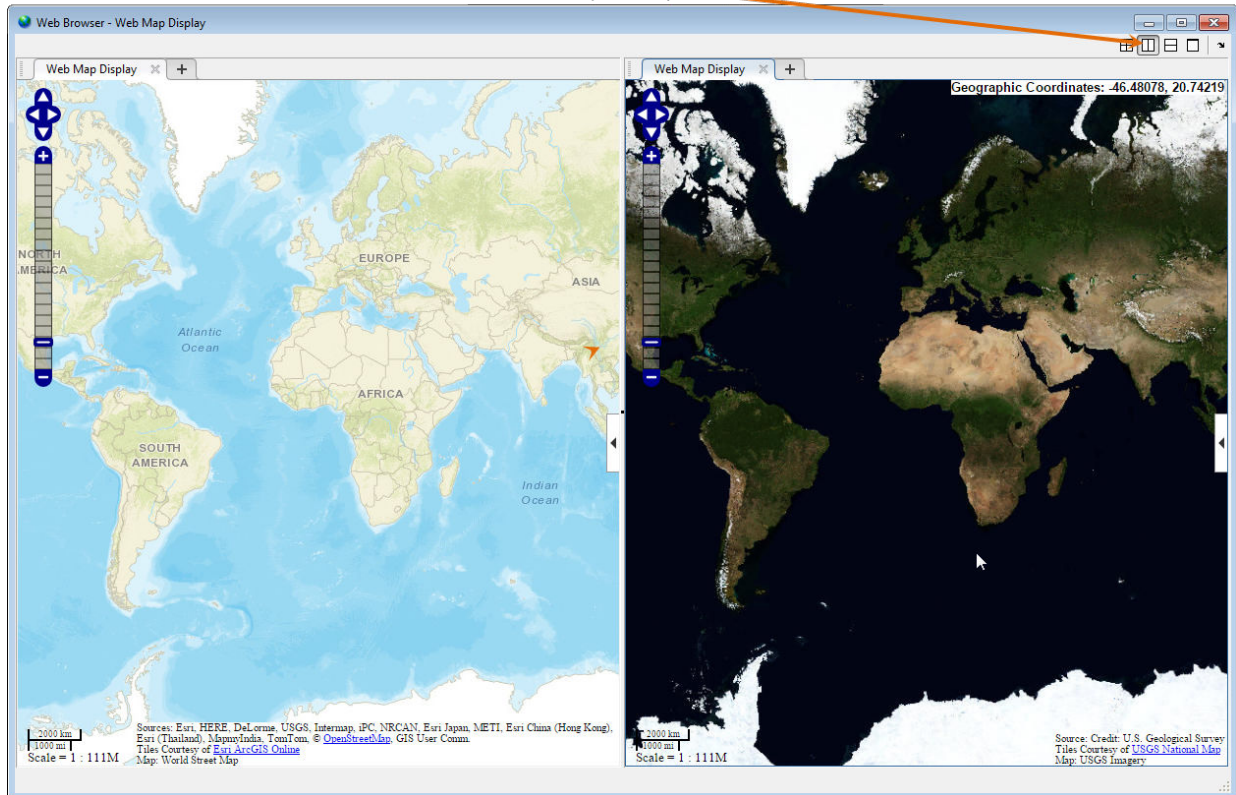 Web Browser - Web Map Display
Web Map Display
NORTH
AMERICA
EUROPE
ASIA
Atlantic
Ocean
AFRICA
SOUTH
AMERICA
Indian
Ocean
2000 km
1000 mi
Scale = 1 : 111M
Sources: Esri, HERE, DeLorme, USGS, Intermap, iPC, NRCAN, Esri Japan, METI, Esri China (Hong Kong),
Esri (Thailand), MapmyIndia, TomTom, © OpenStreetMap, GIS User Comm.
Tiles Courtesy of Esri ArcGIS Online
Map: World Street Map
Web Map Display
Geographic Coordinates: -46.48078, 20.74219
2000 km
1000 mi
Scale = 1 : 111M
Source: Credit: U.S. Geological Survey
Tiles Courtesy of USGS National Map
Map: USGS Imagery